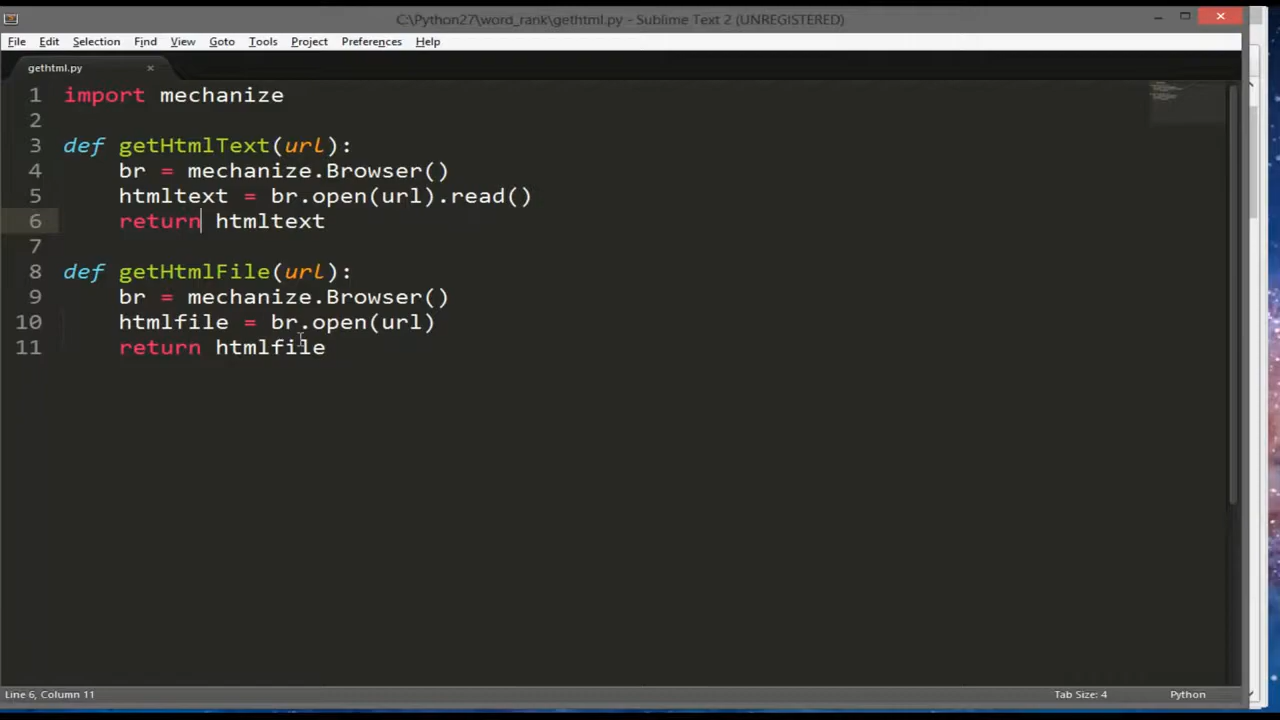 C:\Python27\word_rank\gethtml.py - Sublime Text 2 (UNREGISTERED)
File Edit Selection Find View Goto Tools Project Preferences Help
gethtml.py
1 import mechanize
2
3 def getHtmlText(url):
4 br = mechanize.Browser()
5 htmltext = br.open(url).read()
6 return htmltext
7
8 def getHtmlFile(url):
9 br = mechanize.Browser()
10 htmlfile = br.open(url)
11 return htmlfile
Line 6, Column 11 Tab Size: 4 Python